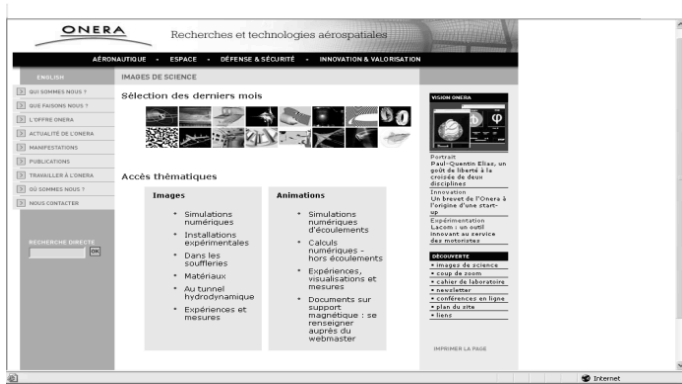 ONERA
Recherches et technologies aérospatiales
AÉRONAUTIQUE - ESPACE - DÉFENSE & SÉCURITÉ - INNOVATION & VALORISATION
ENGLISH
IMAGES DE SCIENCE
QUI SOMMES NOUS ?
QUE FAISONS NOUS ?
L'OFFRE ONERA
ACTUALITÉ DE L'ONERA
MANIFESTATIONS
PUBLICATIONS
TRAVAILLER À L'ONERA
OÙ SOMMES NOUS ?
NOUS CONTACTER
RECHERCHE DIRECTE
OK
Sélection des derniers mois
Accès thématiques
Images
• Simulations
numériques
• Installations
expérimentales
• Dans les
souffleries
• Matériaux
• Au tunnel
hydrodynamique
• Expériences et
mesures
Animations
• Simulations
numériques
d'écoulements
• Calculs
numériques -
hors écoulements
• Expériences,
visualisations et
mesures
• Documents sur
support
magnétique : se
renseigner
auprès du
webmaster
VISION ONERA
Portrait
Paul-Quentin Elias, un
goût de liberté à la
croisée de deux
disciplines
Innovation
Un brevet de l'Onera à
l'origine d'une start-
up
Expérimentation
Lacom : un outil
innovant au service
des motoristes
DÉCOUVERTE
• images de science
• coup de zoom
• cahier de laboratoire
• newsletter
• conférences en ligne
• plan du site
• liens
IMPRIMER LA PAGE
Internet